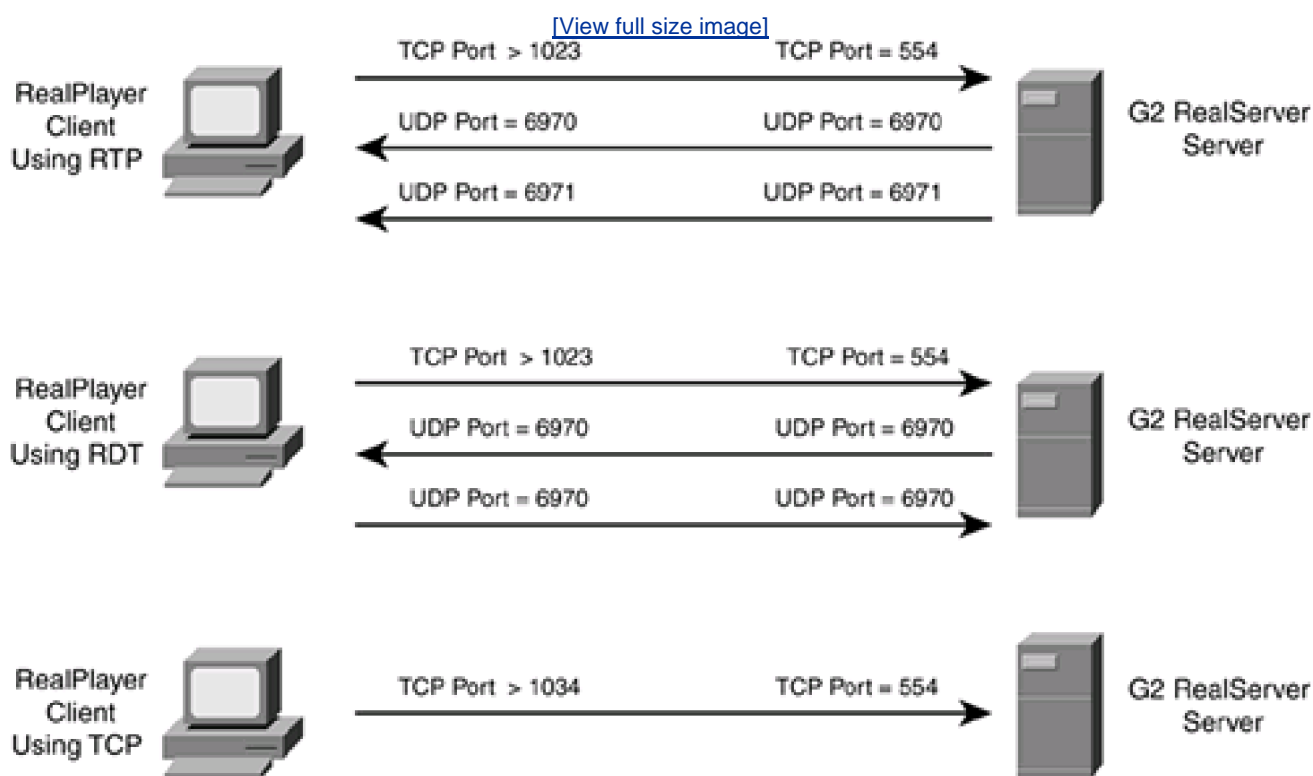 [View full size image]
TCP Port > 1023 TCP Port = 554
RealPlayer
Client
Using RTP
UDP Port = 6970 UDP Port = 6970
UDP Port = 6971 UDP Port = 6971
G2 RealServer
Server
TCP Port > 1023 TCP Port = 554
RealPlayer
Client
Using RDT
UDP Port = 6970 UDP Port = 6970
UDP Port = 6970 UDP Port = 6970
G2 RealServer
Server
RealPlayer
Client
Using TCP
TCP Port > 1034 TCP Port = 554
G2 RealServer
Server